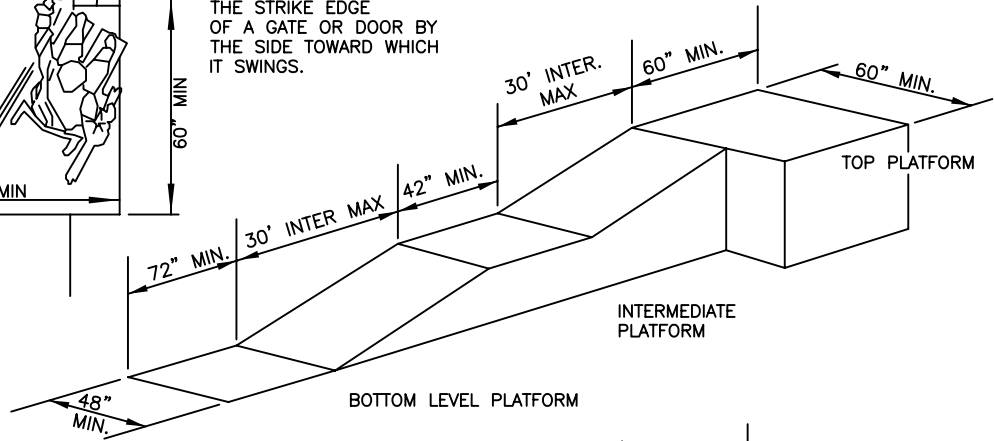 THE STRIKE EDGE
OF A GATE OR DOOR BY
THE SIDE TOWARD WHICH
IT SWINGS.
60” MIN
MIN
72” MIN.
30’ INTER MAX
42” MIN.
30’ INTER.
MAX
60” MIN.
60” MIN.
TOP PLATFORM
INTERMEDIATE
PLATFORM
BOTTOM LEVEL PLATFORM
48”
MIN.